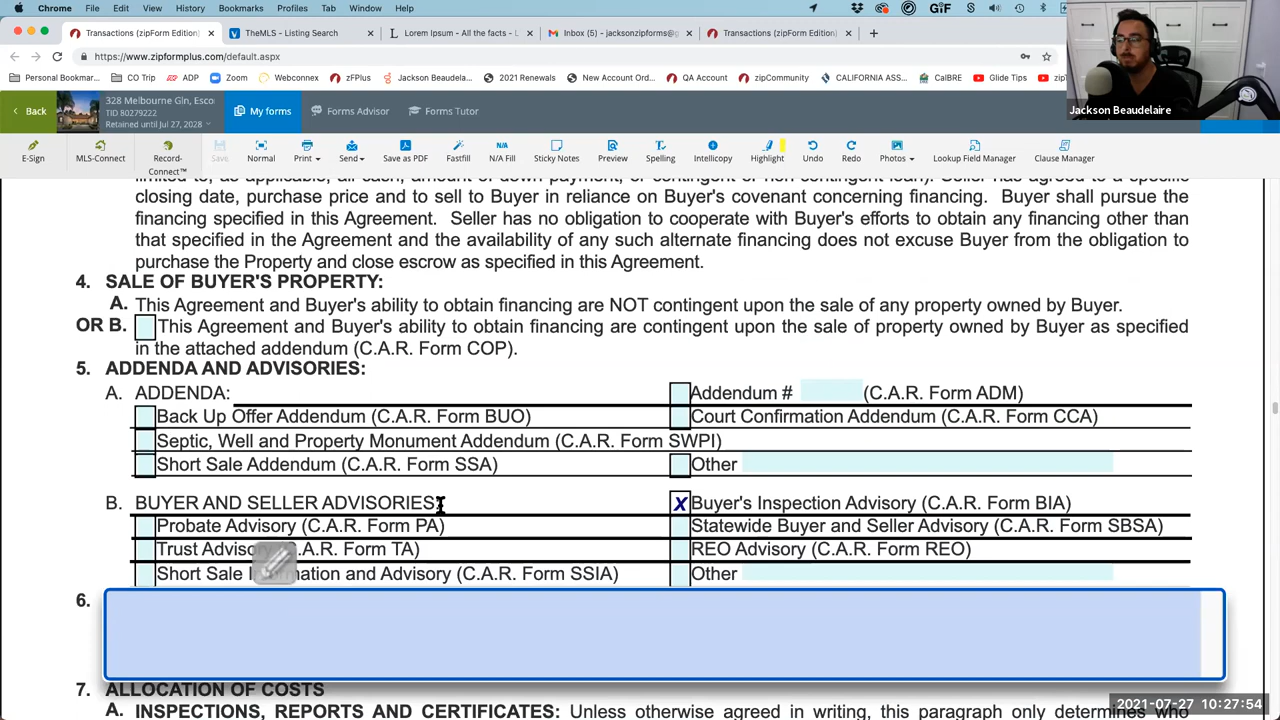 Chrome File Edit View History Bookmarks Profiles Tab Window Help
GIF
Transactions (zipForm Edition)
TheMLS - Listing Search
Lorem Ipsum - All the facts - L
Inbox (5) - jacksonzipforms@g
Transactions (zipForm Edition)
https://www.zipformplus.com/default.aspx
Personal Bookmar... CO Trip ADP Zoom Webconnex zFPlus Jackson Beaudela... 2021 Renewals New Account Ord... QA Account zipCommunity CALIFORNIA ASS... CalBRE Glide Tips
Jackson Beaudelaire
Back
328 Melbourne Gln, Esco
TID 80279222
Retained until Jul 27, 2028
My forms Forms Advisor Forms Tutor
E-Sign MLS-Connect Record-Connect™ Save Normal Print Send Save as PDF Fastfill N/A N/A Fill Sticky Notes Preview Spelling Intellicopy Highlight Undo Redo Photos Lookup Field Manager Clause Manager
closing date, purchase price and to sell to Buyer in reliance on Buyer's covenant concerning financing. Buyer shall pursue the
financing specified in this Agreement. Seller has no obligation to cooperate with Buyer's efforts to obtain any financing other than
that specified in the Agreement and the availability of any such alternate financing does not excuse Buyer from the obligation to
purchase the Property and close escrow as specified in this Agreement.
4. SALE OF BUYER'S PROPERTY:
A. This Agreement and Buyer's ability to obtain financing are NOT contingent upon the sale of any property owned by Buyer.
OR B. This Agreement and Buyer's ability to obtain financing are contingent upon the sale of property owned by Buyer as specified
in the attached addendum (C.A.R. Form COP).
5. ADDENDA AND ADVISORIES:
A. ADDENDA: Addendum # (C.A.R. Form ADM)
Back Up Offer Addendum (C.A.R. Form BUO) Court Confirmation Addendum (C.A.R. Form CCA)
Septic, Well and Property Monument Addendum (C.A.R. Form SWPI)
Short Sale Addendum (C.A.R. Form SSA) Other
B. BUYER AND SELLER ADVISORIES: X Buyer's Inspection Advisory (C.A.R. Form BIA)
Probate Advisory (C.A.R. Form PA) Statewide Buyer and Seller Advisory (C.A.R. Form SBSA)
Trust Advisory (C.A.R. Form TA) REO Advisory (C.A.R. Form REO)
Short Sale Information and Advisory (C.A.R. Form SSIA) Other
6.
7. ALLOCATION OF COSTS
A. INSPECTIONS, REPORTS AND CERTIFICATES: Unless otherwise agreed in writing, this paragraph only determines who
2021-07-27 10:27:54